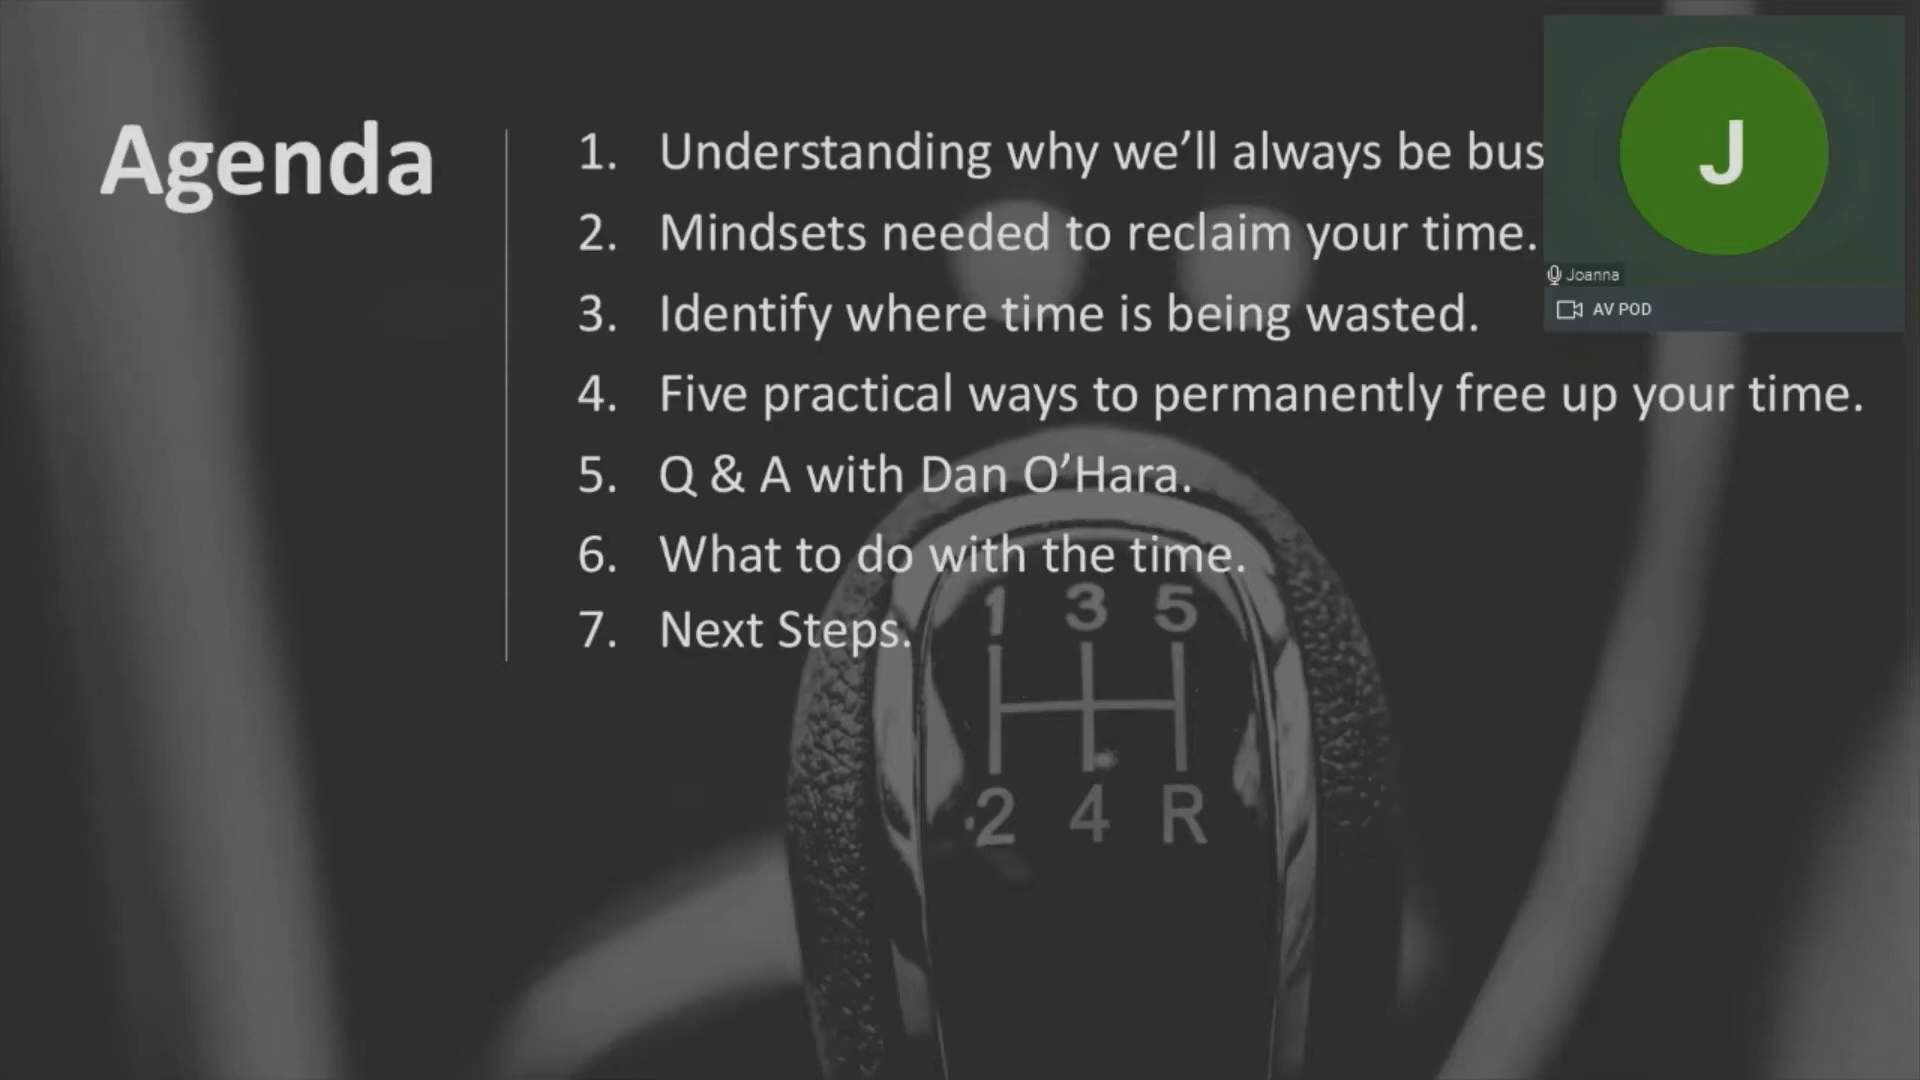 Agenda
1. Understanding why we'll always be bus
2. Mindsets needed to reclaim your time.
3. Identify where time is being wasted.
4. Five practical ways to permanently free up your time.
5. Q & A with Dan O'Hara.
6. What to do with the time.
7. Next Steps.
J
Joanna
AV POD
1 3 5
2 4 R